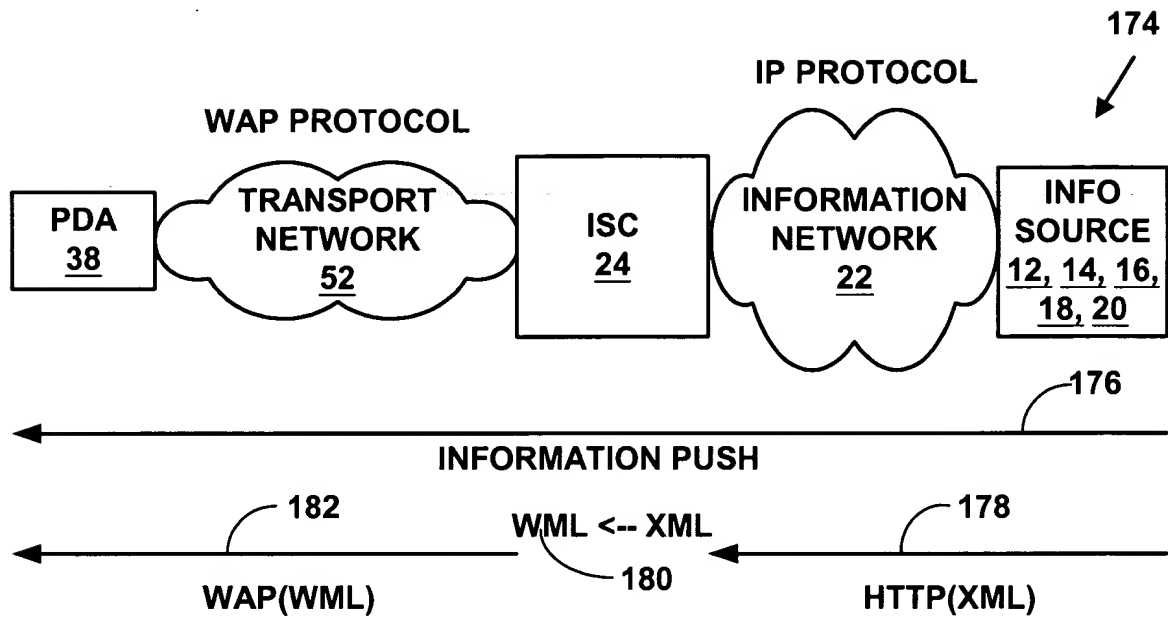 174
IP PROTOCOL
WAP PROTOCOL
PDA
38
TRANSPORT
NETWORK
52
ISC
24
INFORMATION
NETWORK
22
INFO
SOURCE
12, 14, 16,
18, 20
176
INFORMATION PUSH
182
WML <-- XML
178
180
WAP(WML)
HTTP(XML)